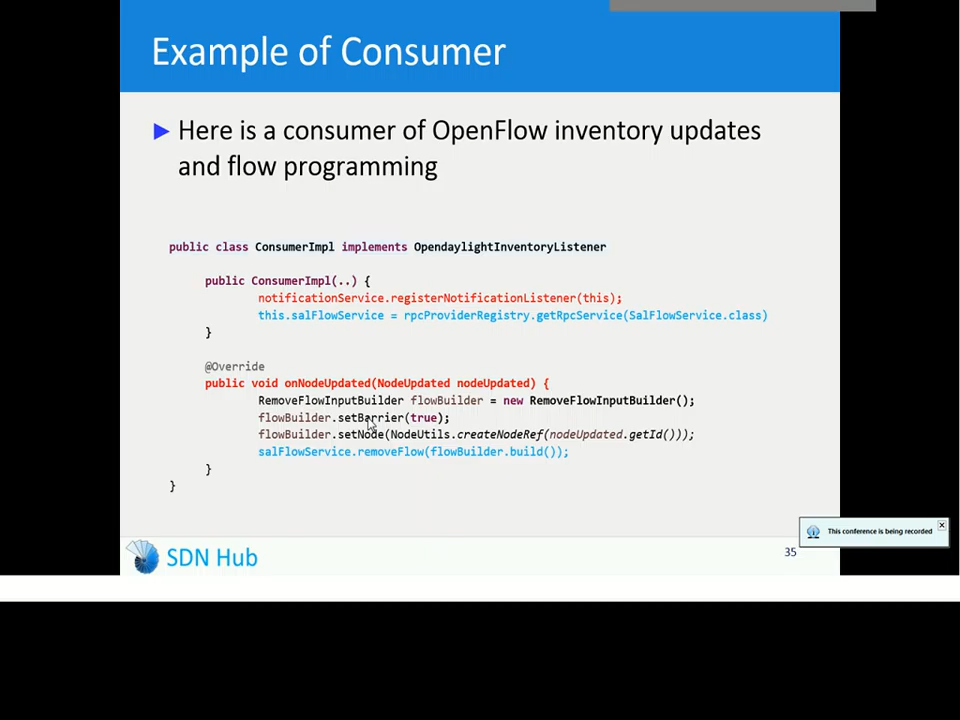 Example of Consumer
Here is a consumer of OpenFlow inventory updates
and flow programming
public class ConsumerImpl implements OpendaylightInventoryListener
public ConsumerImpl(..) {
notificationService.registerNotificationListener(this);
this.salFlowService = rpcProviderRegistry.getRpcService(SalFlowService.class)
}
@Override
public void onNodeUpdated(NodeUpdated nodeUpdated) {
RemoveFlowInputBuilder flowBuilder = new RemoveFlowInputBuilder();
flowBuilder.setBarrier(true);
flowBuilder.setNode(NodeUtils.createNodeRef(nodeUpdated.getId()));
salFlowService.removeFlow(flowBuilder.build());
}
}
This conference is being recorded
SDN Hub
35